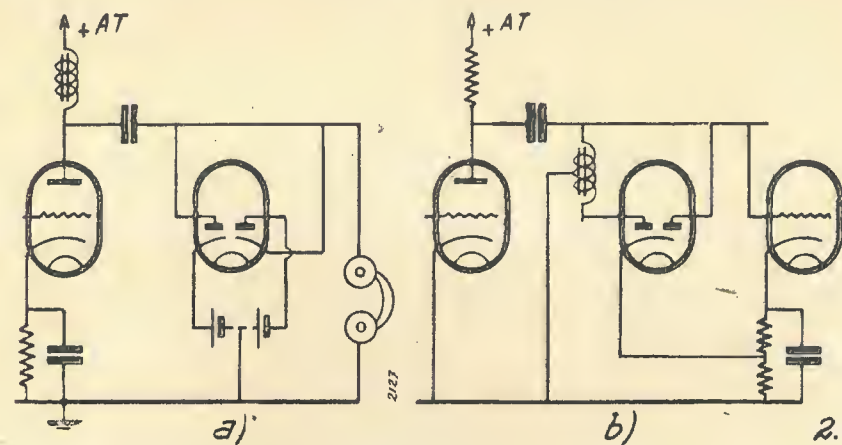 + AT
+ AT
2127
a)
b)
2.